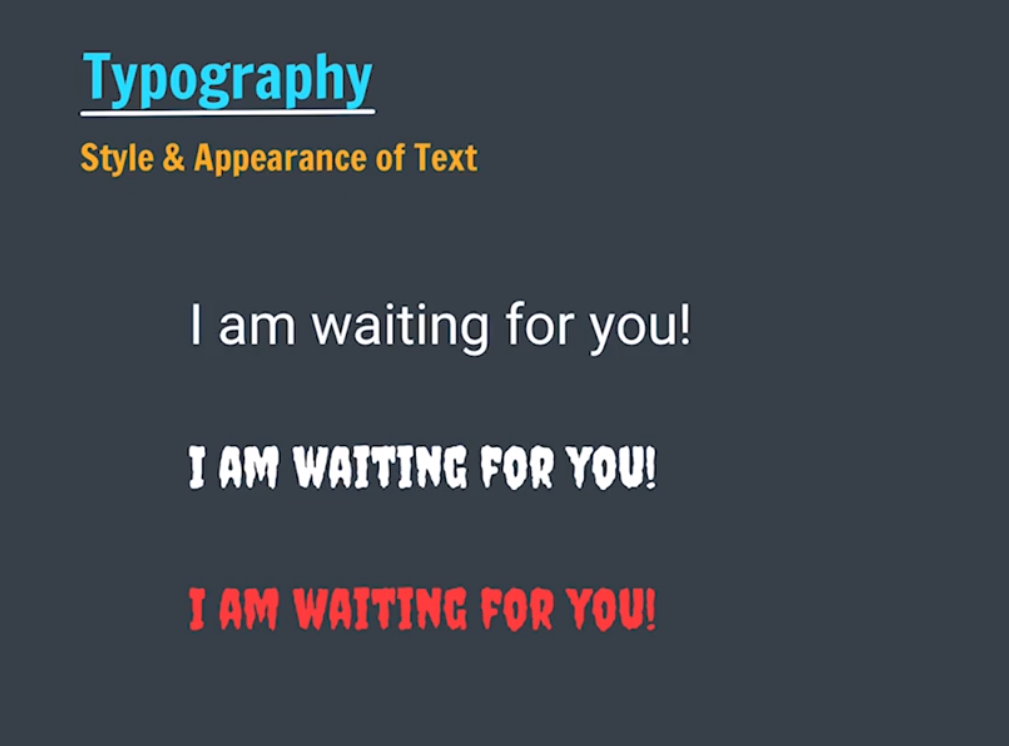 Typography
Style & Appearance of Text
I am waiting for you!
I AM WAITING FOR YOU!
I AM WAITING FOR YOU!